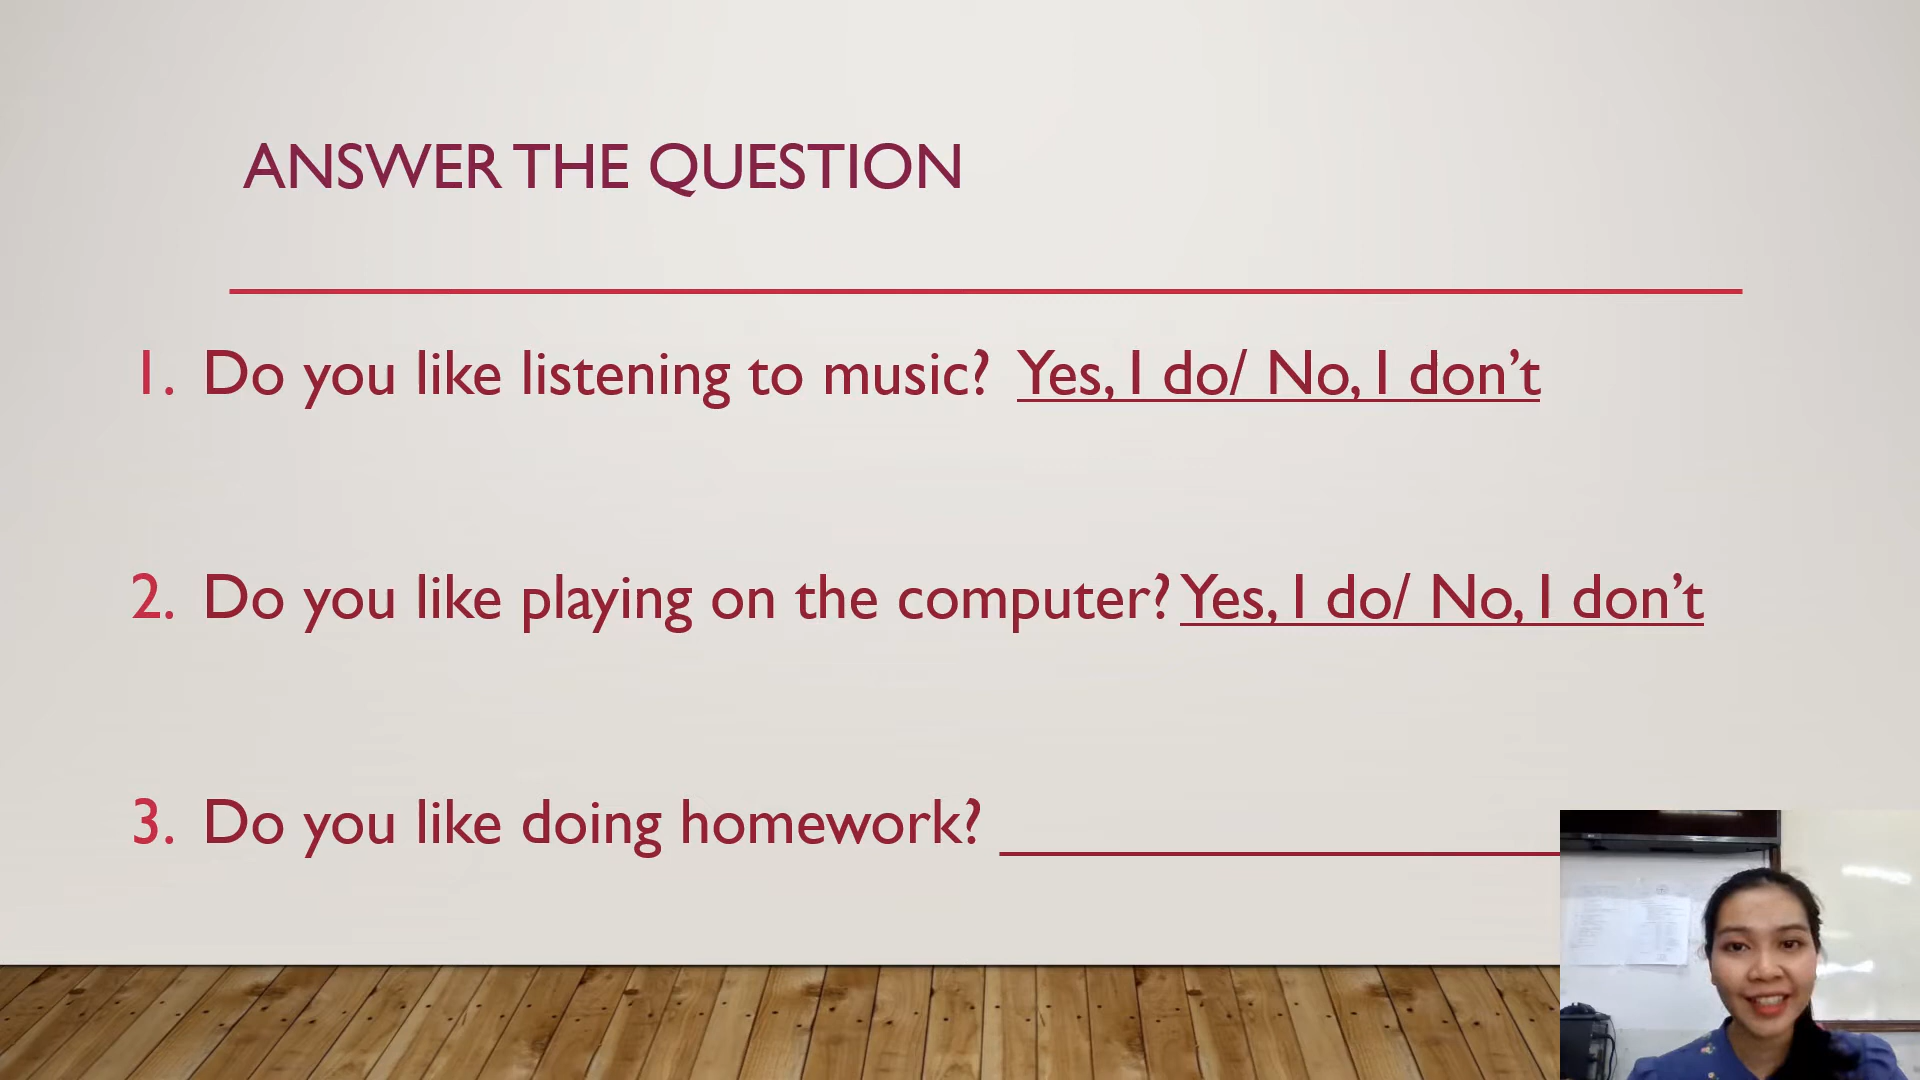 ANSWER THE QUESTION
1. Do you like listening to music? Yes, I do/ No, I don’t
2. Do you like playing on the computer? Yes, I do/ No, I don’t
3. Do you like doing homework? ________________